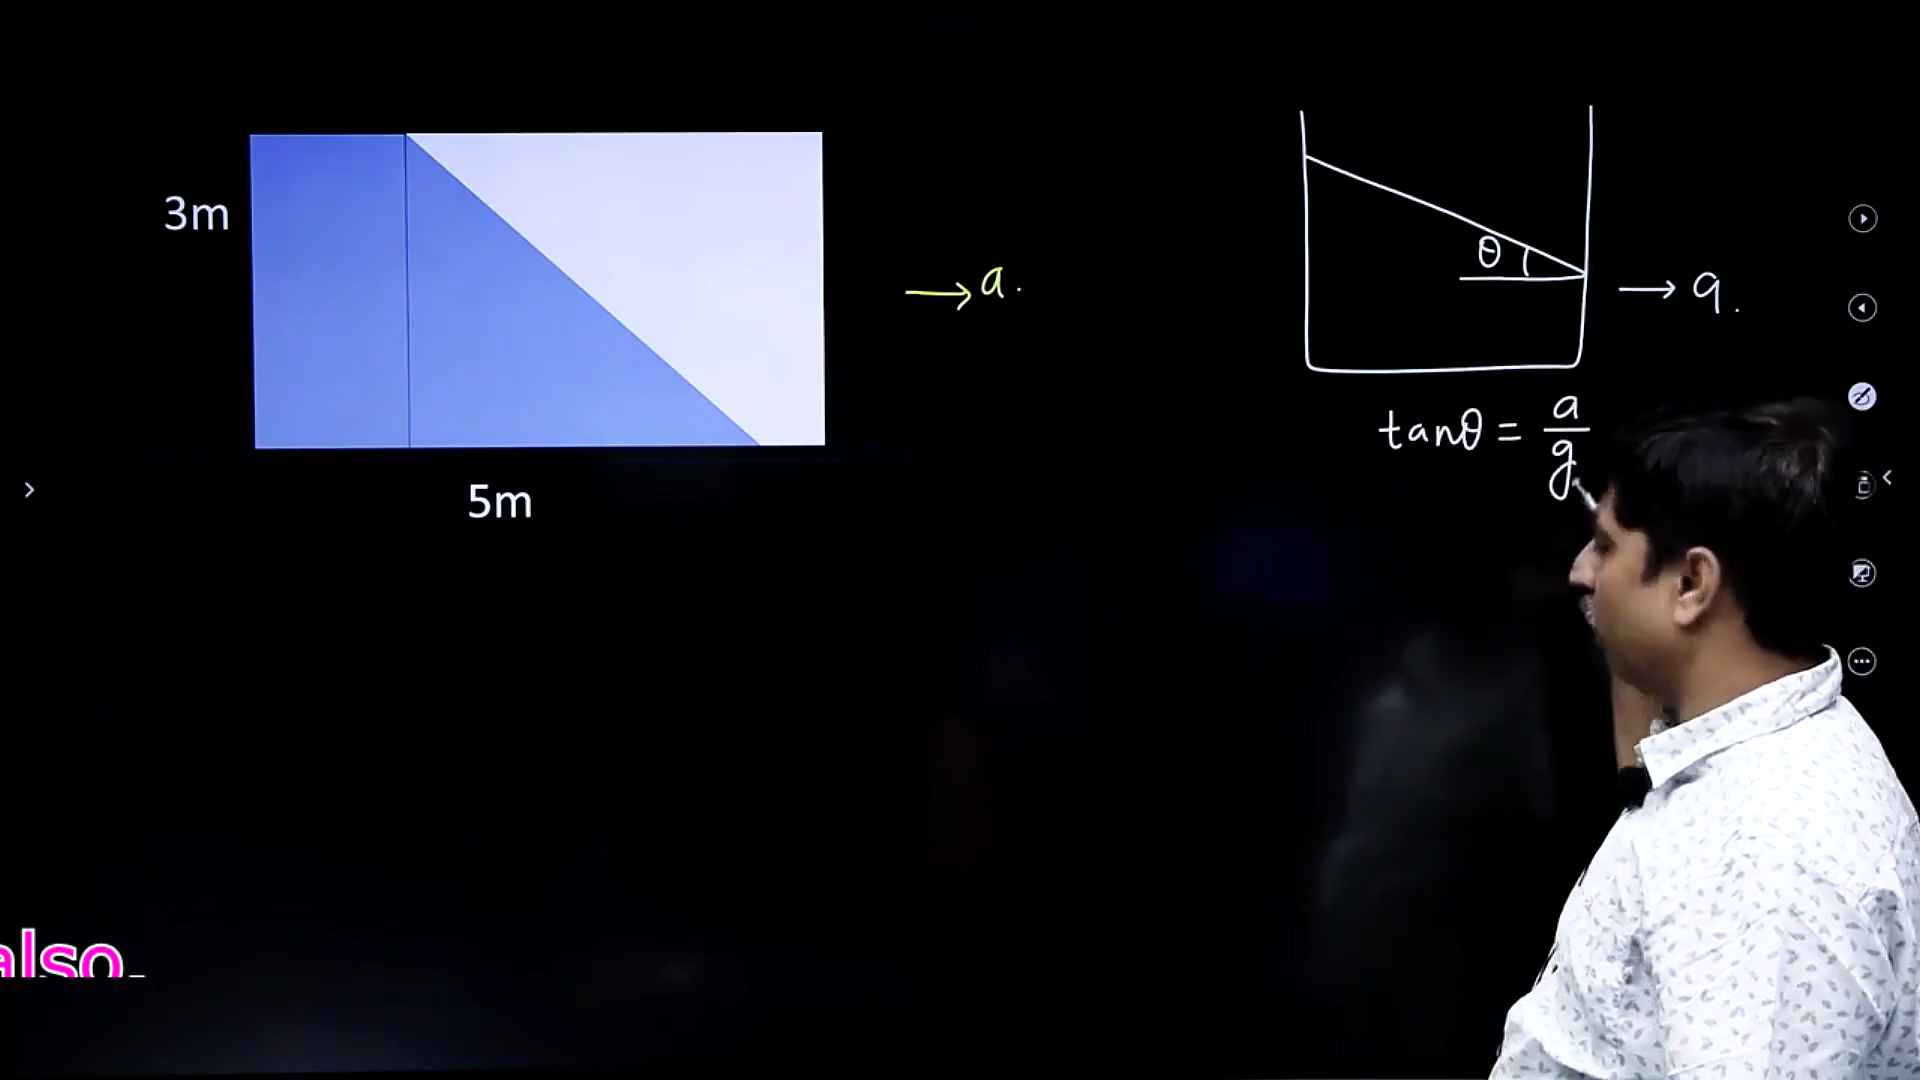 3m
5m
→ a.
θ
→ a.
tanθ = a/g
also